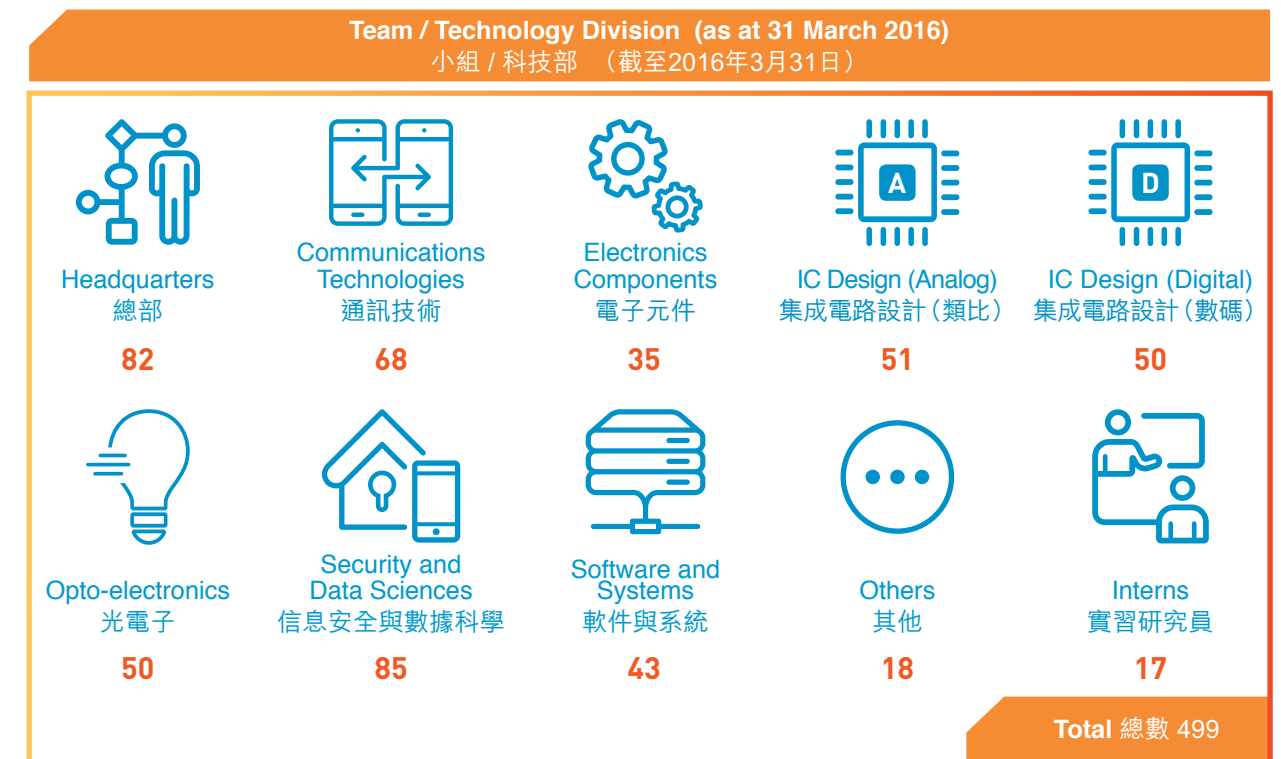 Team / Technology Division (as at 31 March 2016)
小組 / 科技部 （截至2016年3月31日）
A
D
Headquarters
總部
82
Communications
Technologies
通訊技術
68
Electronics
Components
電子元件
35
IC Design (Analog)
集成電路設計（類比）
51
IC Design (Digital)
集成電路設計（數碼）
50
Opto-electronics
光電子
50
Security and
Data Sciences
信息安全與數據科學
85
Software and
Systems
軟件與系統
43
Others
其他
18
Interns
實習研究員
17
Total 總數 499